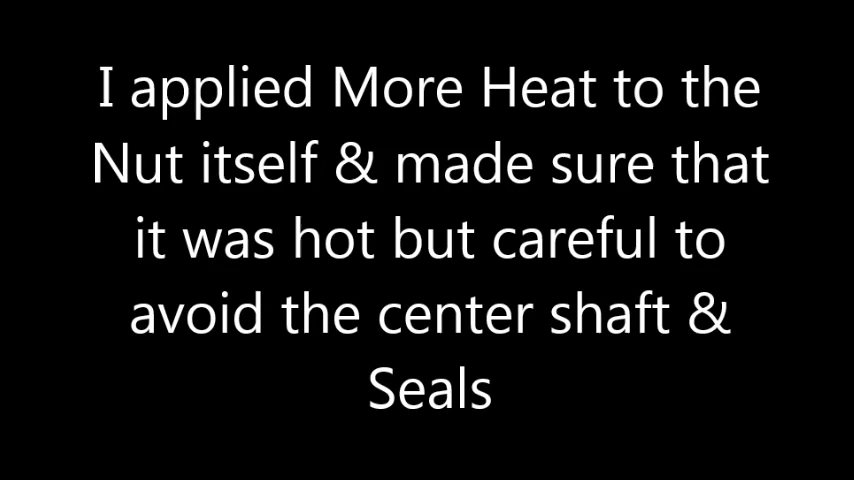 I applied More Heat to the
Nut itself & made sure that
it was hot but careful to
avoid the center shaft &
Seals